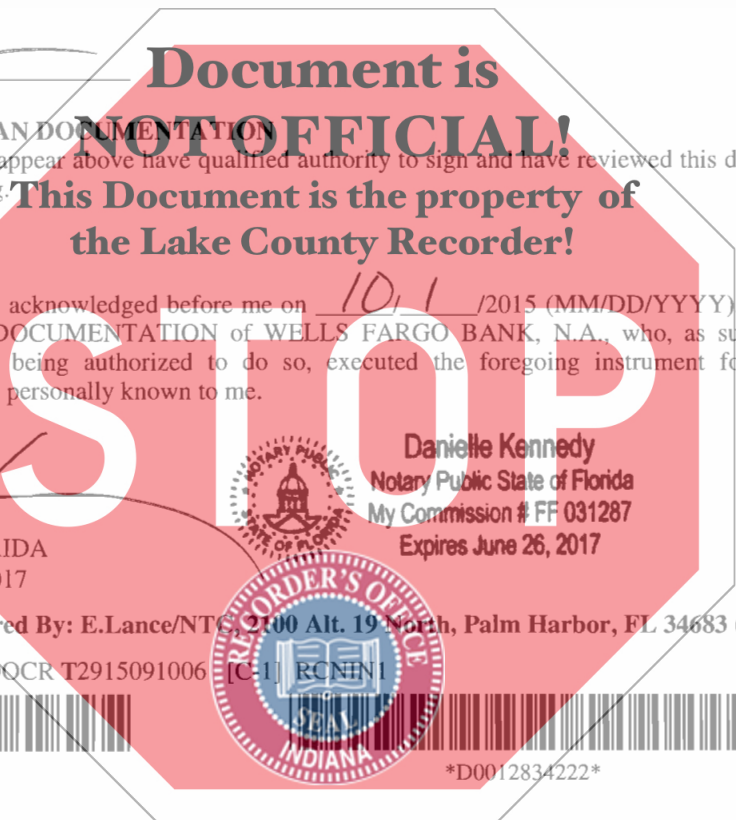 Document is
AN DOCUMENTATION
NOT OFFICIAL!
appear above have qualified authority to sign and have reviewed this d
g.
This Document is the property of
the Lake County Recorder!
acknowledged before me on 10/ 1 /2015 (MM/DD/YYYY)
DOCUMENTATION of WELLS FARGO BANK, N.A., who, as su
being authorized to do so, executed the foregoing instrument fo
personally known to me.
STOP
NOTARY PUBLIC
STATE OF FLORIDA
Danielle Kennedy
Notary Public State of Florida
My Commission # FF 031287
Expires June 26, 2017
IDA
017
red By: E.Lance/NTC, 2100 Alt. 19 North, Palm Harbor, FL 34683 (
OCR T2915091006 [C-1] RCNIN1
RECORDER'S OFFICE
OF
SEAL
INDIANA
*D0012834222*